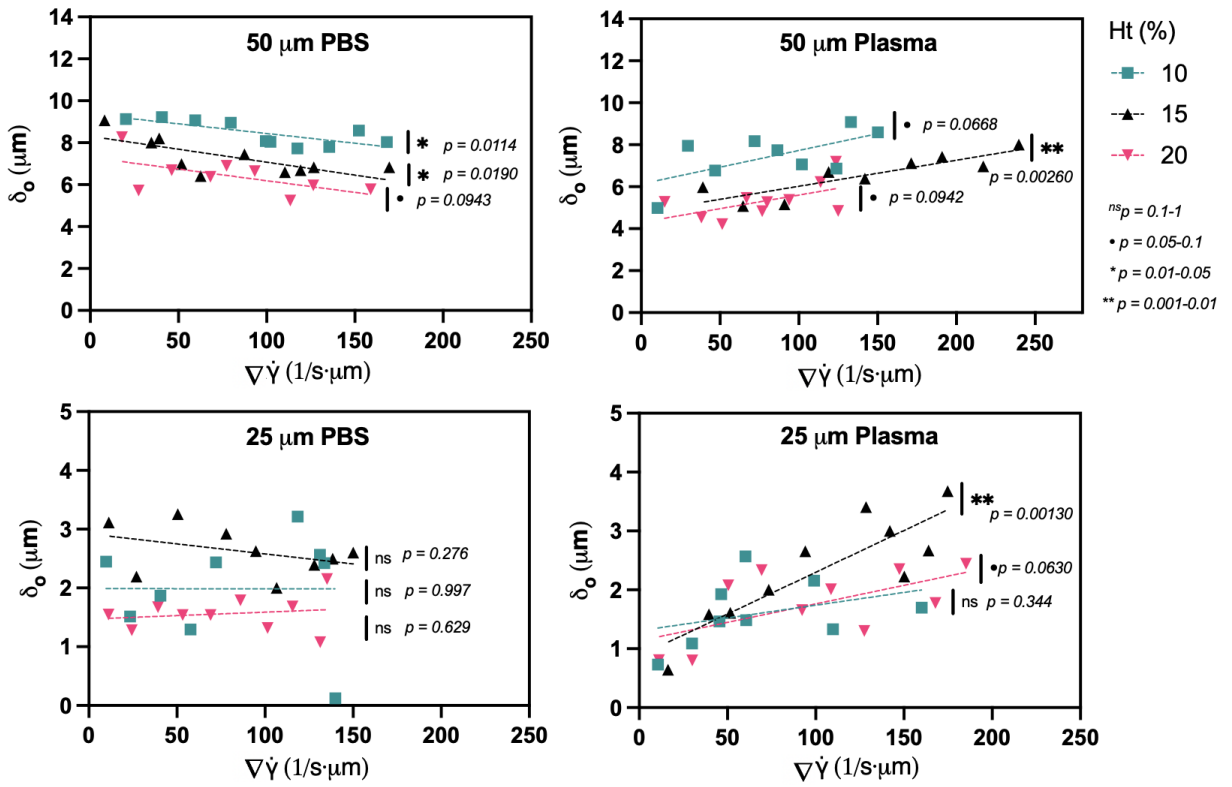 50 μm PBS
14
12
10
8
6
4
2
0
δo (μm)
* p = 0.0114
* p = 0.0190
• p = 0.0943
0 50 100 150 200 250
∇γ̇ (1/s·μm)
50 μm Plasma
14
12
10
8
6
4
2
0
δo (μm)
• p = 0.0668
**
p = 0.00260
• p = 0.0942
0 50 100 150 200 250
∇γ̇ (1/s·μm)
Ht (%)
10
15
20
ns p = 0.1-1
• p = 0.05-0.1
* p = 0.01-0.05
** p = 0.001-0.01
25 μm PBS
5
4
3
2
1
0
δo (μm)
ns p = 0.276
ns p = 0.997
ns p = 0.629
0 50 100 150 200 250
∇γ̇ (1/s·μm)
25 μm Plasma
5
4
3
2
1
0
δo (μm)
**
p = 0.00130
• p = 0.0630
ns p = 0.344
0 50 100 150 200 250
∇γ̇ (1/s·μm)